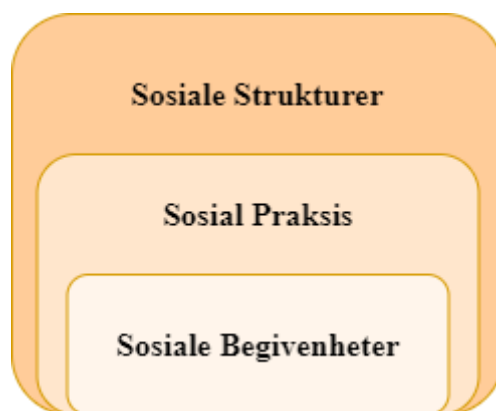 Sosiale Strukturer
Sosial Praksis
Sosiale Begivenheter